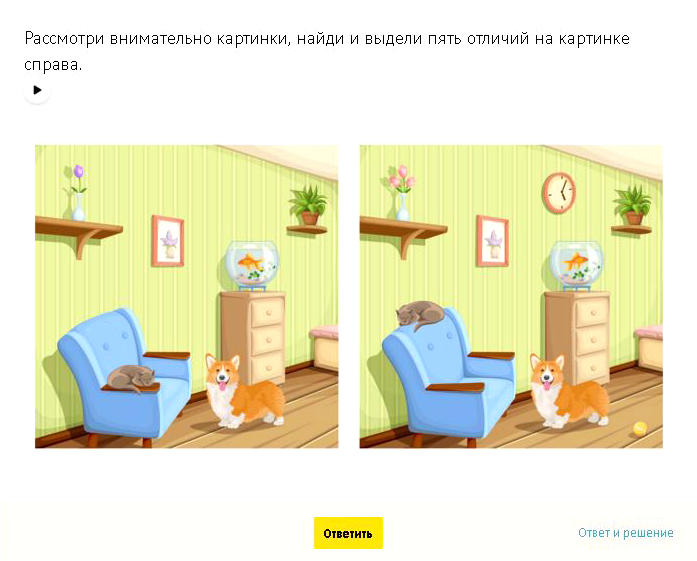 Рассмотри внимательно картинки, найди и выдели пять отличий на картинке
справа.
Ответить
Ответ и решение